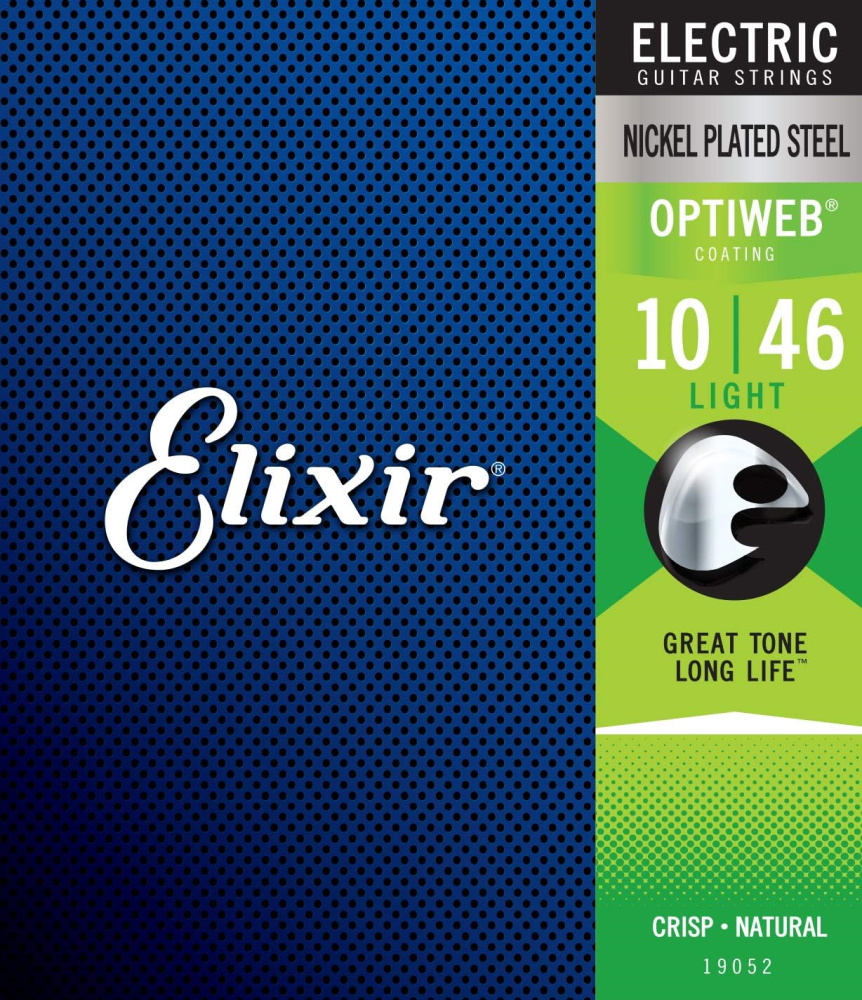 Elixir®
ELECTRIC
GUITAR STRINGS
NICKEL PLATED STEEL
OPTIWEB®
COATING
10 | 46
LIGHT
e
GREAT TONE
LONG LIFE™
CRISP • NATURAL
19052